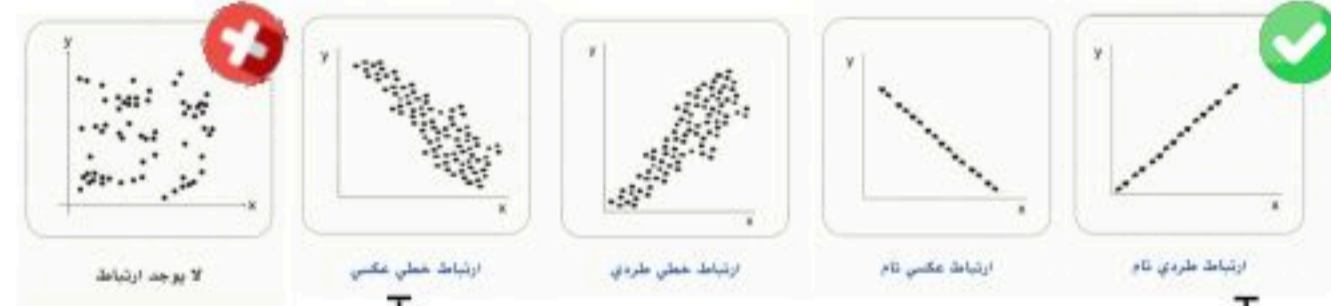 y
x
لا يوجد ارتباط
y
x
ارتباط خطي عكسي
y
x
ارتباط خطي طردي
y
x
ارتباط عكسي تام
y
x
ارتباط طردي تام